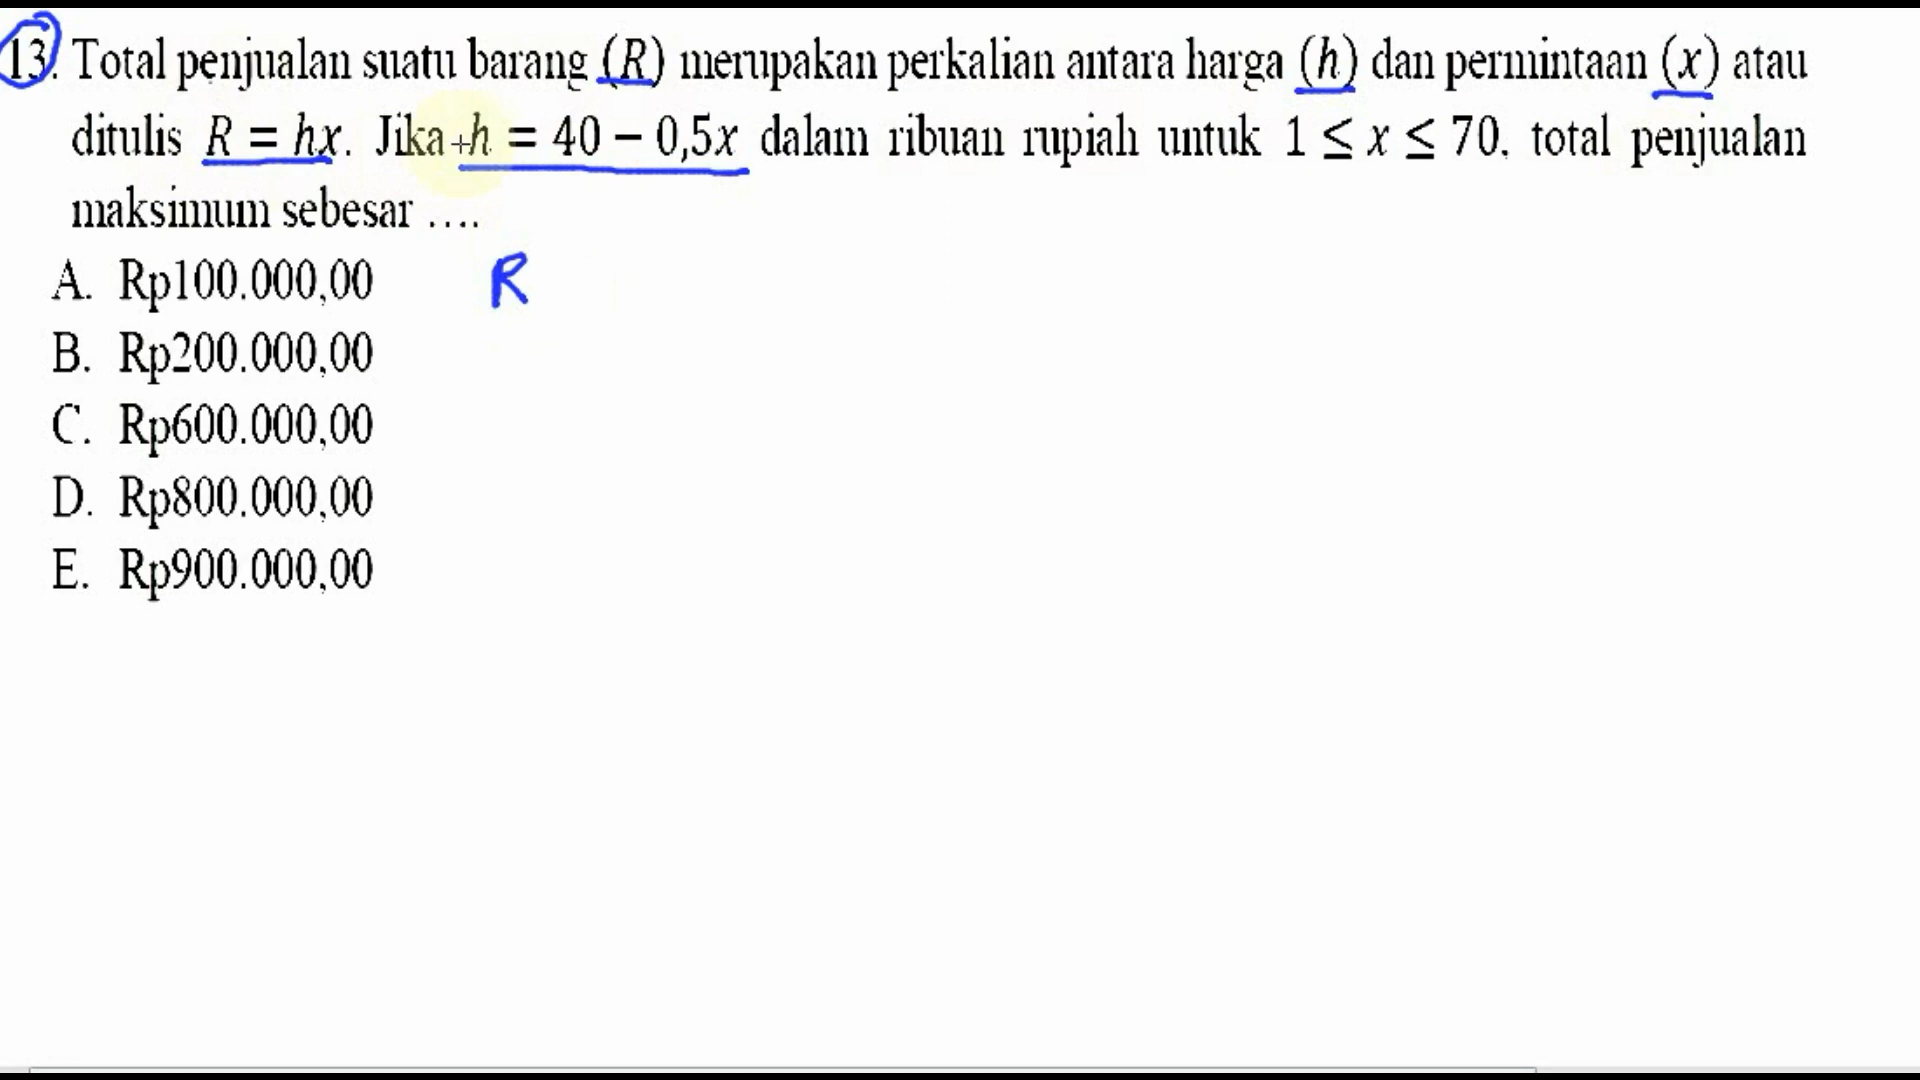 13. Total penjualan suatu barang (R) merupakan perkalian antara harga (h) dan permintaan (x) atau
ditulis R = hx. Jika h = 40 − 0,5x dalam ribuan rupiah untuk 1 ≤ x ≤ 70, total penjualan
maksimum sebesar ….
A. Rp100.000,00
R
B. Rp200.000,00
C. Rp600.000,00
D. Rp800.000,00
E. Rp900.000,00